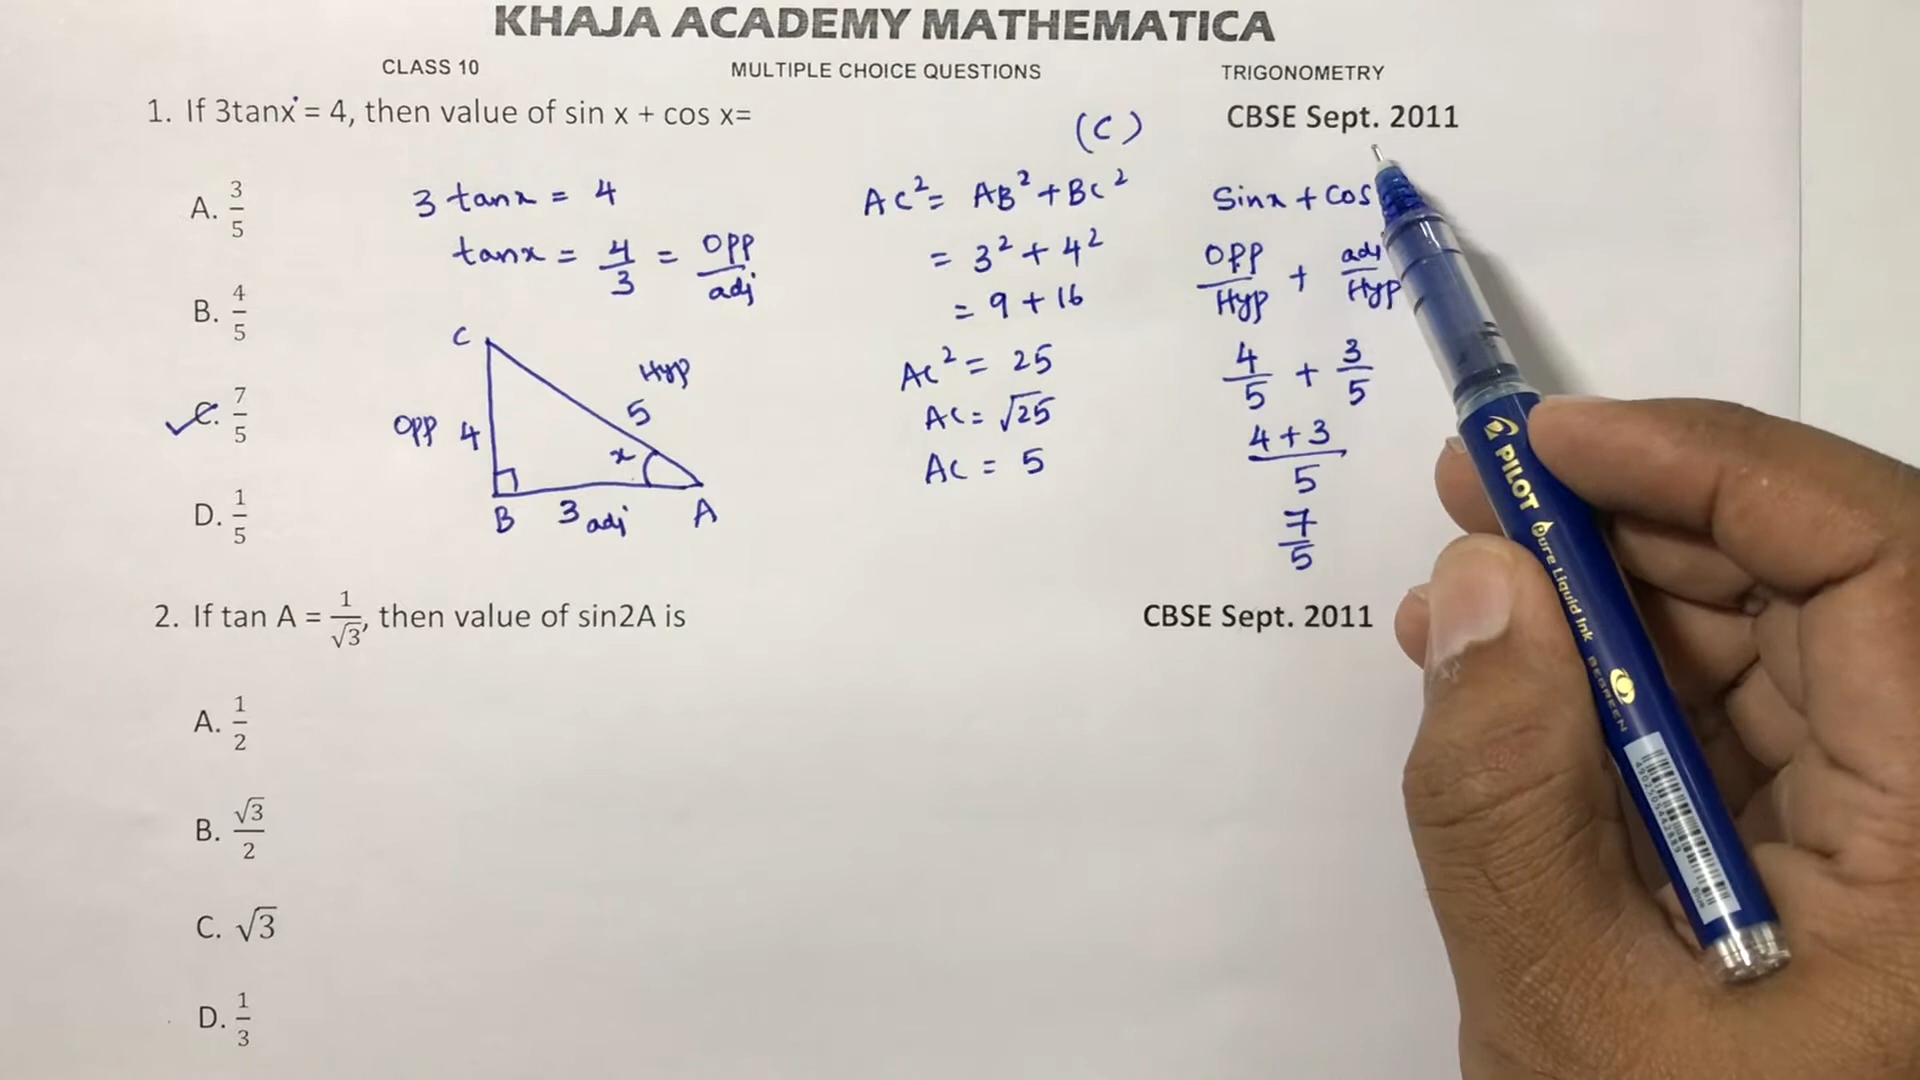 KHAJA ACADEMY MATHEMATICA
CLASS 10 MULTIPLE CHOICE QUESTIONS TRIGONOMETRY
1. If 3tanx = 4, then value of sin x + cos x= CBSE Sept. 2011
(C)
A. 3/5
B. 4/5
C. 7/5
D. 1/5
3 tanx = 4
tanx = 4/3 = opp/adj
C
Hyp
5
Opp 4
x
B 3 adj A
AC² = AB² + BC²
= 3² + 4²
= 9 + 16
AC² = 25
AC = √25
AC = 5
Sinx + Cos
Opp/Hyp + adj/Hyp
4/5 + 3/5
4+3/5
7/5
2. If tan A = 1/√3, then value of sin2A is CBSE Sept. 2011
A. 1/2
B. √3/2
C. √3
D. 1/3
PILOT Pure Liquid Ink BEGREEN
4902505442889
Blue